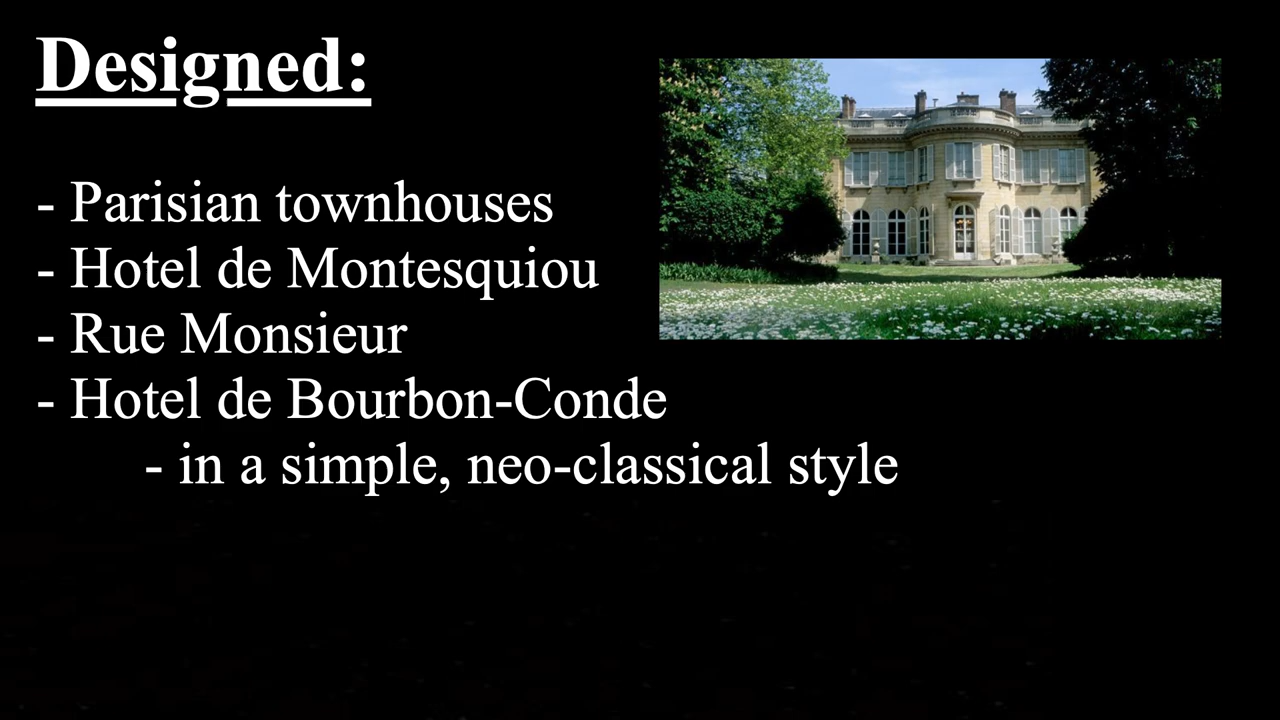 Designed:
- Parisian townhouses
- Hotel de Montesquiou
- Rue Monsieur
- Hotel de Bourbon-Conde
- in a simple, neo-classical style